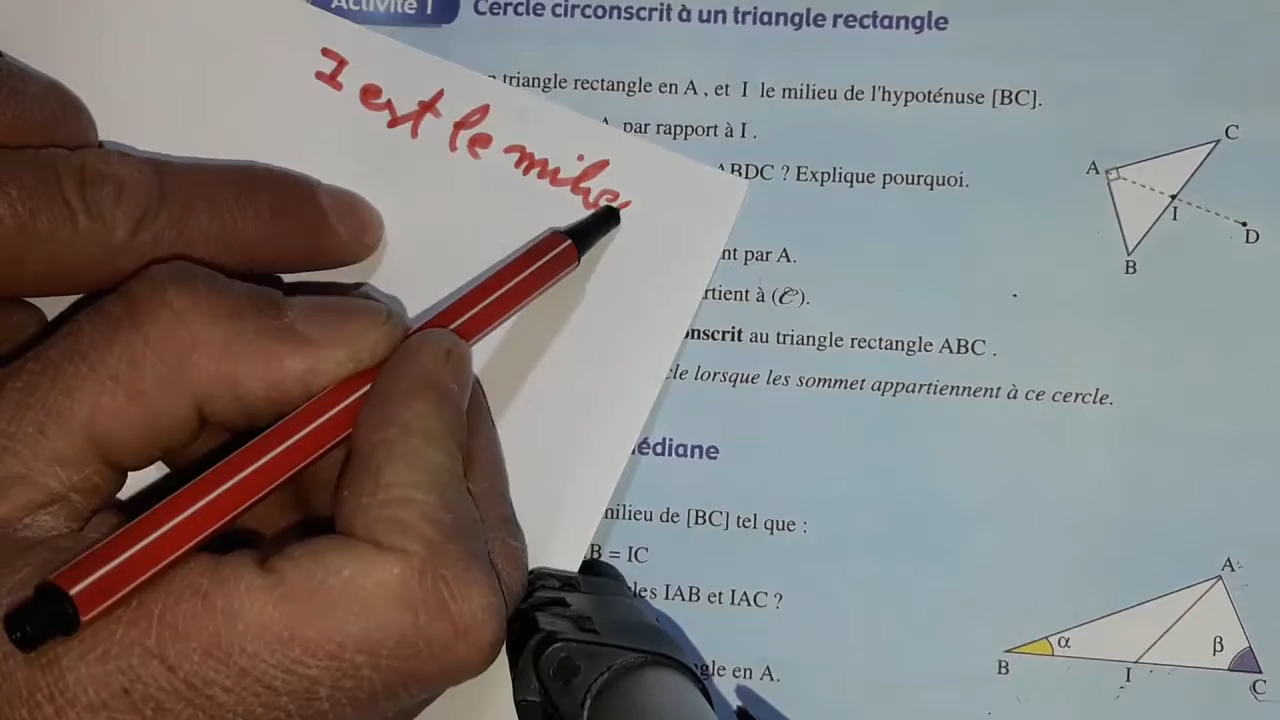 Activité 1 Cercle circonscrit à un triangle rectangle
triangle rectangle en A , et I le milieu de l'hypoténuse [BC].
A par rapport à I .
ABDC ? Explique pourquoi.
nt par A.
rtient à (𝒞).
onscrit au triangle rectangle ABC .
cle lorsque les sommet appartiennent à ce cercle.
I est le milie
A
C
I
D
B
édiane
milieu de [BC] tel que :
B = IC
les IAB et IAC ?
gle en A.
A
α
β
B
I
C